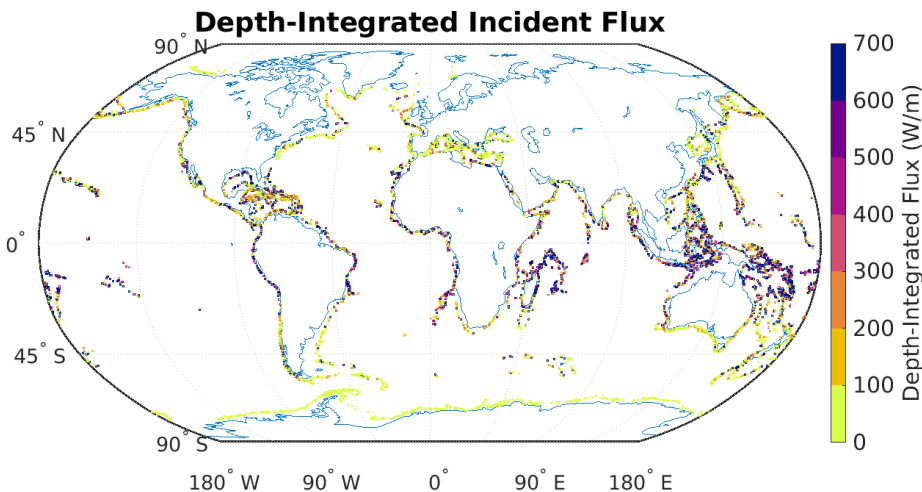 Depth-Integrated Incident Flux
90° N
45° N
0°
45° S
90° S
180° W
90° W
0°
90° E
180° E
700
600
500
400
300
200
100
0
Depth-Integrated Flux (W/m)